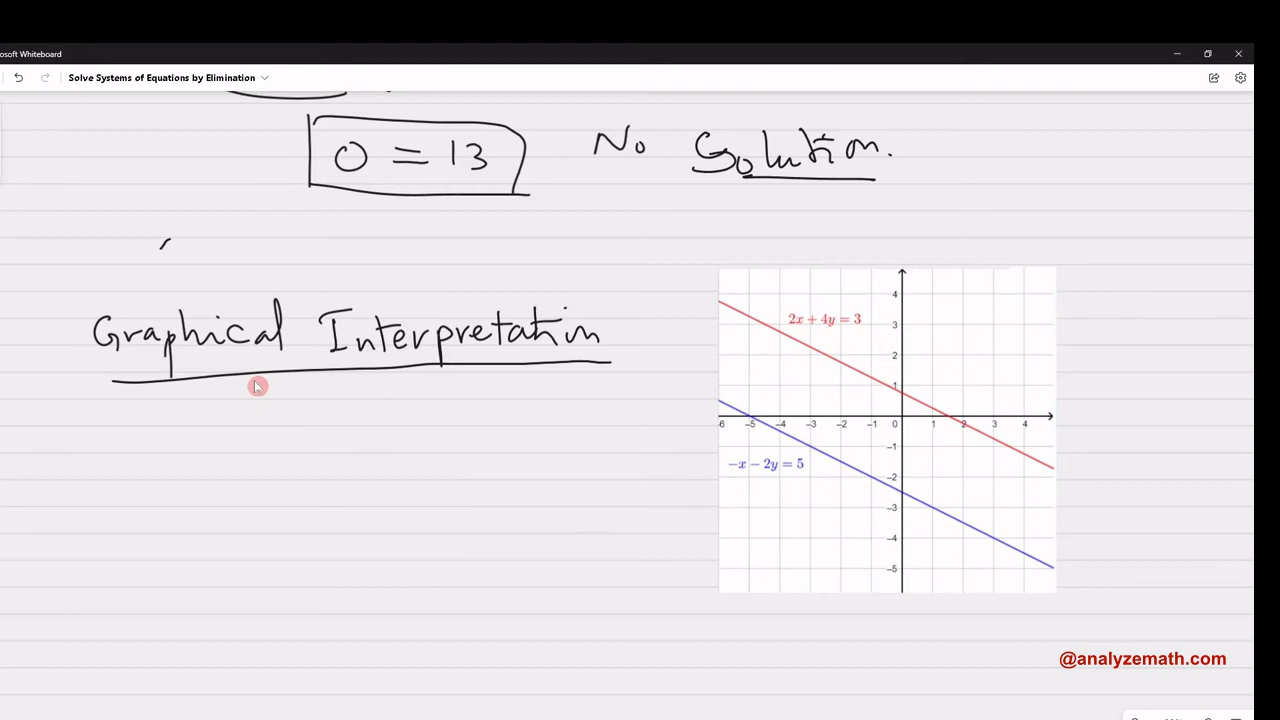 osoft Whiteboard
Solve Systems of Equations by Elimination
0 = 13 No Solution.
Graphical Interpretation
2x + 4y = 3
-x - 2y = 5
4
3
2
1
-6 -5 -4 -3 -2 -1 0 1 2 3 4
-1
-2
-3
-4
-5
@analyzemath.com